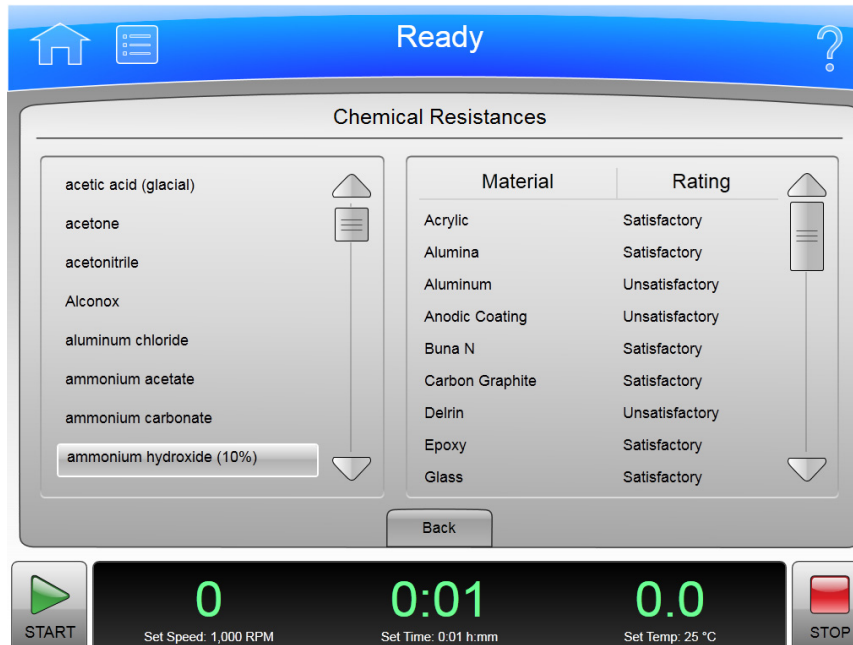 Ready
?
Chemical Resistances
acetic acid (glacial)
acetone
acetonitrile
Alconox
aluminum chloride
ammonium acetate
ammonium carbonate
ammonium hydroxide (10%)
Material Rating
Acrylic Satisfactory
Alumina Satisfactory
Aluminum Unsatisfactory
Anodic Coating Unsatisfactory
Buna N Satisfactory
Carbon Graphite Satisfactory
Delrin Unsatisfactory
Epoxy Satisfactory
Glass Satisfactory
Back
START
0
Set Speed: 1,000 RPM
0:01
Set Time: 0:01 h:mm
0.0
Set Temp: 25 °C
STOP